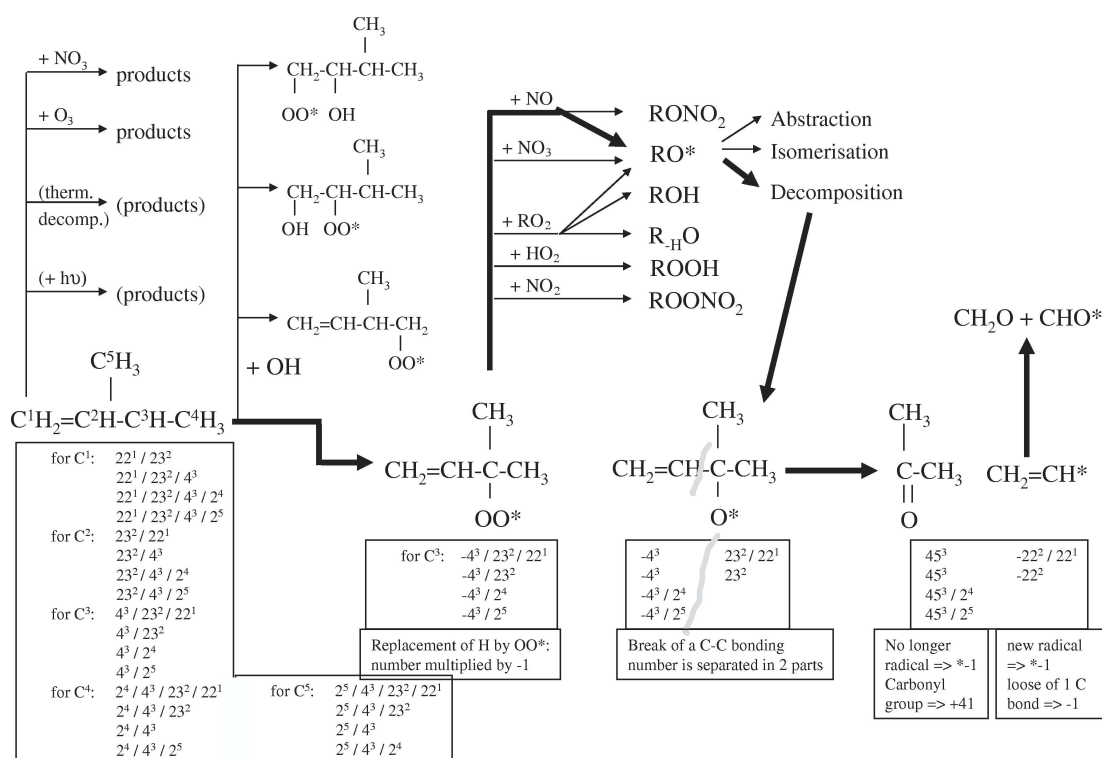 + NO₃
products
+ O₃
products
(therm.
decomp.)
(products)
(+ hυ)
(products)
CH₃
CH₂-CH-CH-CH₃
OO* OH
CH₃
CH₂-CH-CH-CH₃
OH OO*
CH₃
CH₂=CH-CH-CH₂
OO*
+ OH
+ NO
RONO₂
+ NO₃
RO*
ROH
+ RO₂
R₋HO
+ HO₂
ROOH
+ NO₂
ROONO₂
Abstraction
Isomerisation
Decomposition
CH₂O + CHO*
C⁵H₃
C¹H₂=C²H-C³H-C⁴H₃
CH₃
CH₂=CH-C-CH₃
OO*
CH₃
CH₂=CH-C-CH₃
O*
CH₃
C-CH₃
O
CH₂=CH*
for C¹: 22¹ / 23²
22¹ / 23² / 4³
22¹ / 23² / 4³ / 2⁴
22¹ / 23² / 4³ / 2⁵
for C²: 23² / 22¹
23² / 4³
23² / 4³ / 2⁴
23² / 4³ / 2⁵
for C³: 4³ / 23² / 22¹
4³ / 23²
4³ / 2⁴
4³ / 2⁵
for C⁴: 2⁴ / 4³ / 23² / 22¹
2⁴ / 4³ / 23²
2⁴ / 4³
2⁴ / 4³ / 2⁵
for C⁵: 2⁵ / 4³ / 23² / 22¹
2⁵ / 4³ / 23²
2⁵ / 4³
2⁵ / 4³ / 2⁴
for C³: -4³ / 23² / 22¹
-4³ / 23²
-4³ / 2⁴
-4³ / 2⁵
Replacement of H by OO*:
number multiplied by -1
-4³ 23² / 22¹
-4³ 23²
-4³ / 2⁴
-4³ / 2⁵
Break of a C-C bonding
number is separated in 2 parts
45³ -22² / 22¹
45³ -22²
45³ / 2⁴
45³ / 2⁵
No longer
radical => *-1
Carbonyl
group => +41
new radical
=> *-1
loose of 1 C
bond => -1